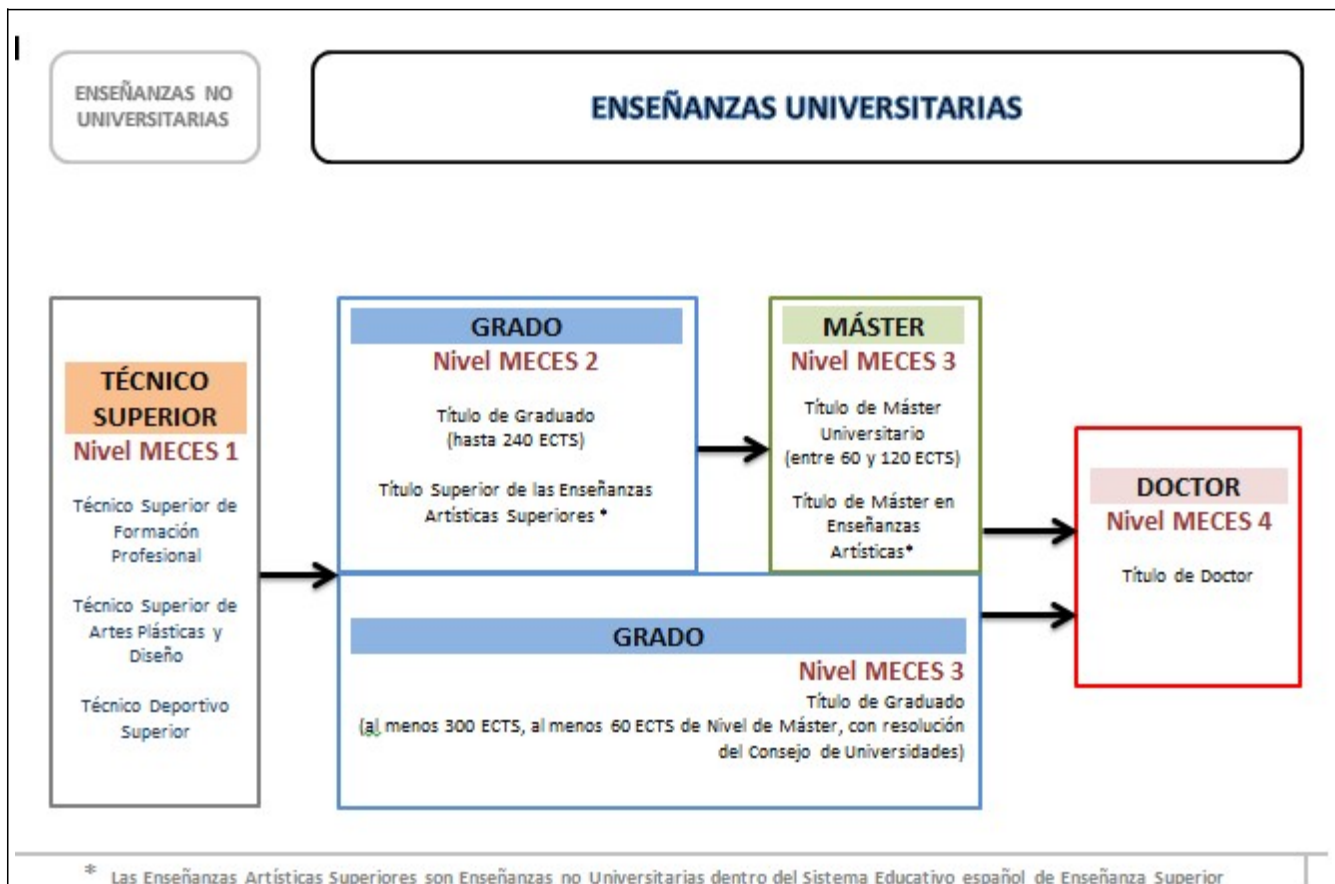 ENSEÑANZAS NO
UNIVERSITARIAS
ENSEÑANZAS UNIVERSITARIAS
TÉCNICO
SUPERIOR
Nivel MECES 1
Técnico Superior de
Formación
Profesional
Técnico Superior de
Artes Plásticas y
Diseño
Técnico Deportivo
Superior
GRADO
Nivel MECES 2
Título de Graduado
(hasta 240 ECTS)
Título Superior de las Enseñanzas
Artísticas Superiores *
MÁSTER
Nivel MECES 3
Título de Máster
Universitario
(entre 60 y 120 ECTS)
Título de Máster en
Enseñanzas
Artísticas*
GRADO
Nivel MECES 3
Título de Graduado
(al menos 300 ECTS, al menos 60 ECTS de Nivel de Máster, con resolución
del Consejo de Universidades)
DOCTOR
Nivel MECES 4
Título de Doctor
* Las Enseñanzas Artísticas Superiores son Enseñanzas no Universitarias dentro del Sistema Educativo español de Enseñanza Superior